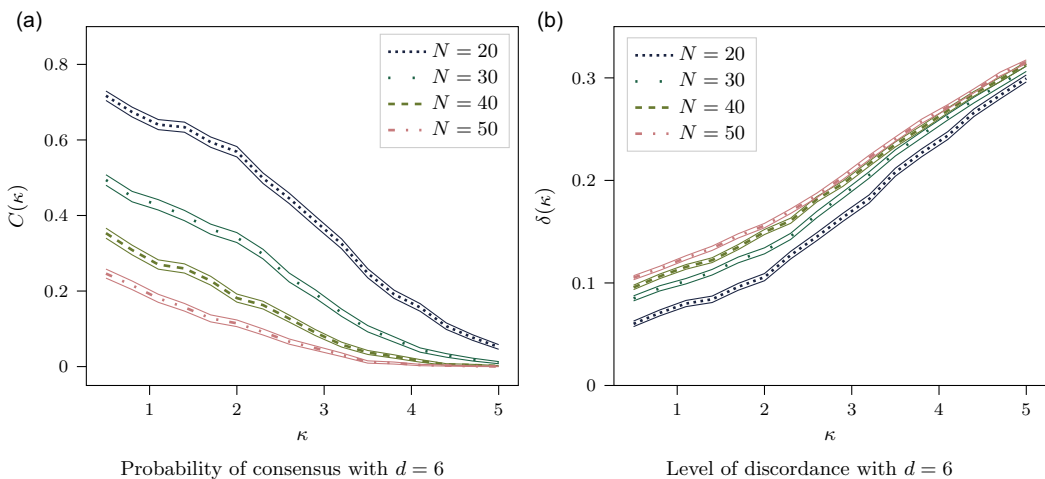 (a)
0.8
0.6
0.4
0.2
0
C(κ)
N = 20
N = 30
N = 40
N = 50
1 2 3 4 5
κ
Probability of consensus with d = 6
(b)
0.3
0.2
0.1
0
δ(κ)
N = 20
N = 30
N = 40
N = 50
1 2 3 4 5
κ
Level of discordance with d = 6